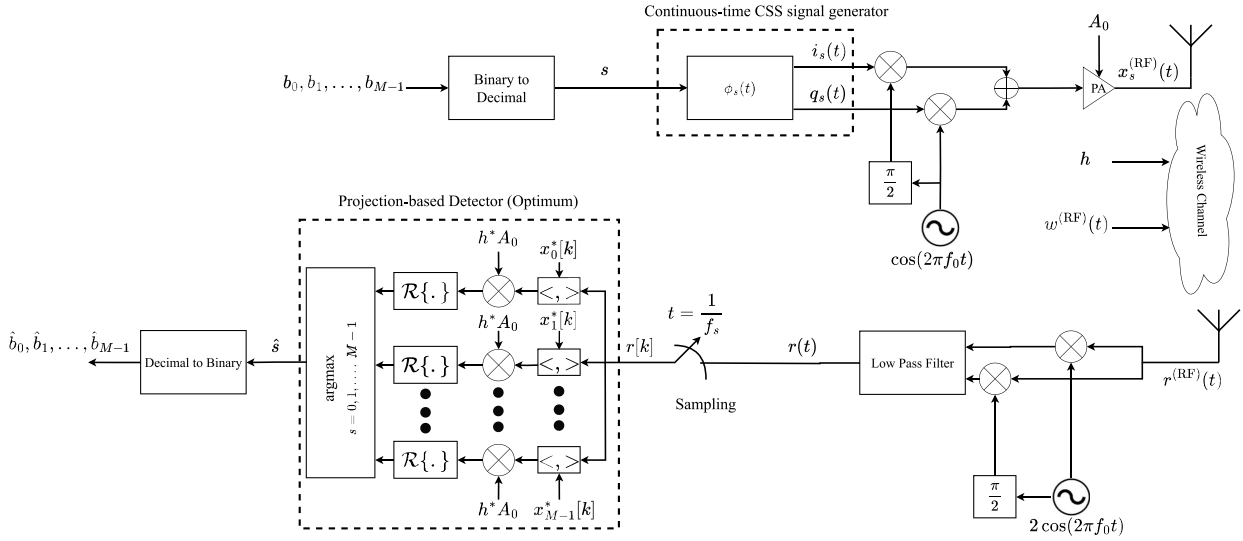 Continuous-time CSS signal generator
b_0, b_1, ..., b_{M-1}
Binary to
Decimal
s
ϕ_s(t)
i_s(t)
q_s(t)
π/2
cos(2πf_0t)
A_0
PA
x_s^{(RF)}(t)
h
w^{(RF)}(t)
Wireless Channel
Projection-based Detector (Optimum)
b̂_0, b̂_1, ..., b̂_{M-1}
Decimal to Binary
ŝ
argmax
s = 0, 1, ... M − 1
R{.}
h*A_0
x_0*[k]
<,>
R{.}
h*A_0
x_1*[k]
<,>
R{.}
h*A_0
x_{M-1}*[k]
<,>
r[k]
t = 1/f_s
Sampling
r(t)
Low Pass Filter
r^{(RF)}(t)
π/2
2 cos(2πf_0t)